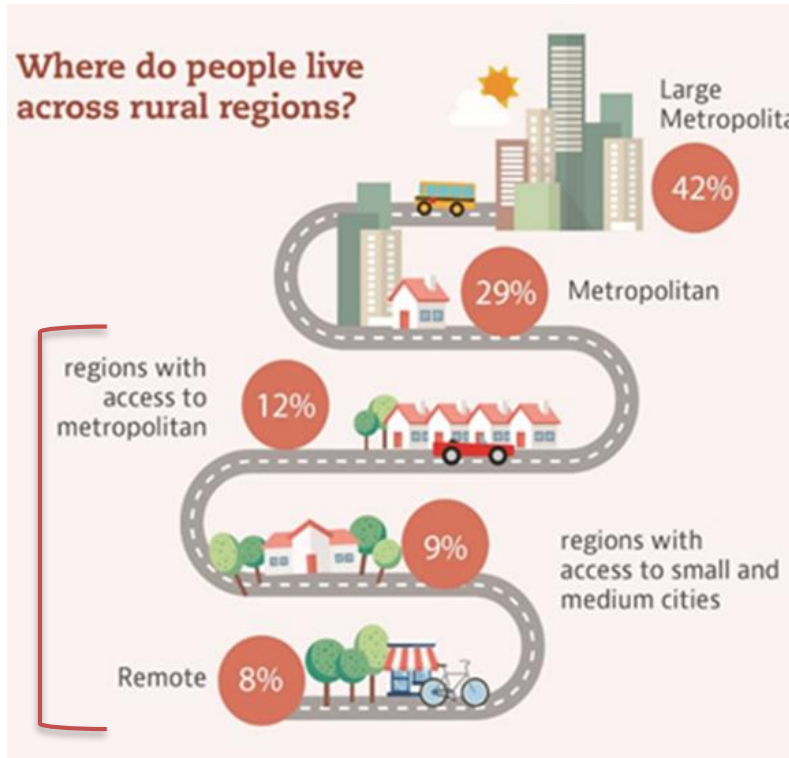 Where do people live
across rural regions?
Large
Metropolita
42%
29%
Metropolitan
regions with
access to
metropolitan
12%
9%
regions with
access to small and
medium cities
Remote
8%